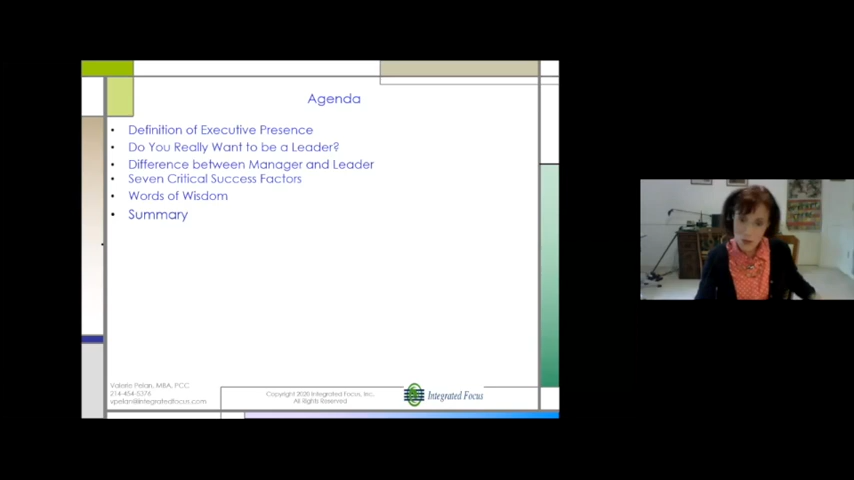 Agenda
• Definition of Executive Presence
• Do You Really Want to be a Leader?
• Difference between Manager and Leader
• Seven Critical Success Factors
• Words of Wisdom
• Summary
Valerie Pelan, MBA, PCC
214-454-5376
vpelan@integratedfocus.com
Copyright 2020 Integrated Focus, Inc.
All Rights Reserved
Integrated Focus